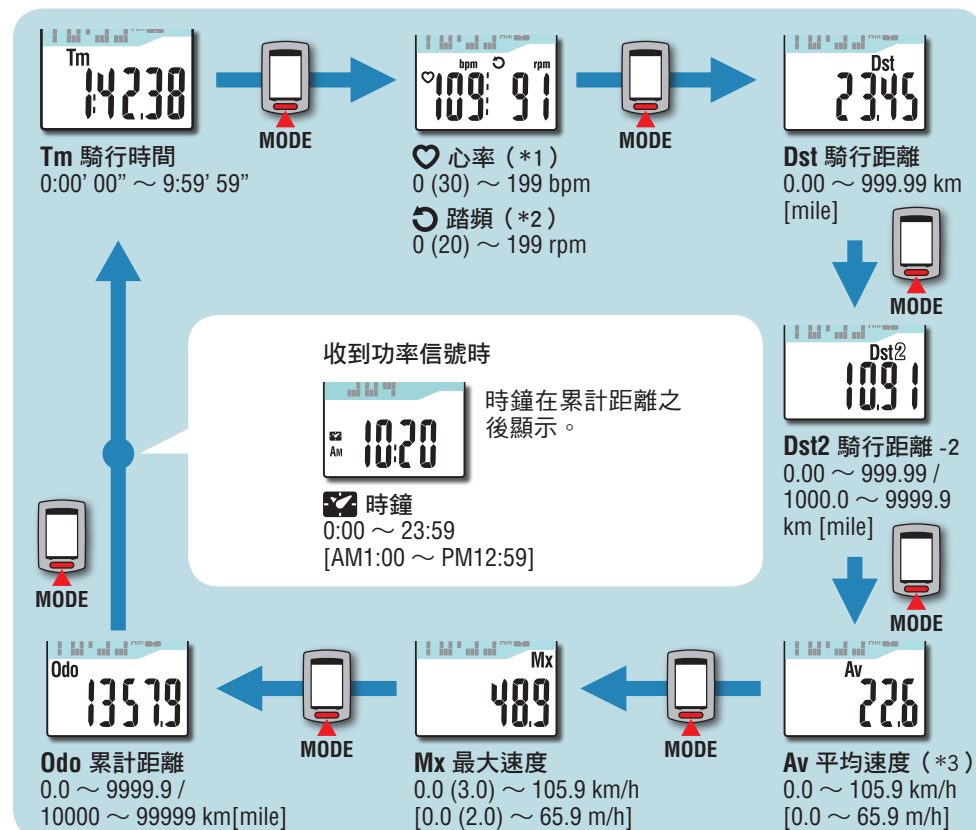 Tm
1:42.38
MODE
Tm 騎行時間
0:00' 00” ～ 9:59' 59”
bpm rpm
109 91
MODE
心率（*1）
0 (30) ～ 199 bpm
踏頻（*2）
0 (20) ～ 199 rpm
Dst
23.45
Dst 騎行距離
0.00 ～ 999.99 km
[mile]
MODE
Dst2
10.91
Dst2 騎行距離 -2
0.00 ～ 999.99 /
1000.0 ～ 9999.9
km [mile]
MODE
收到功率信號時
AM
10:20
時鐘在累計距離之
後顯示。
時鐘
0:00 ～ 23:59
[AM1:00 ～ PM12:59]
MODE
Odo
1357.9
Odo 累計距離
0.0 ～ 9999.9 /
10000 ～ 99999 km[mile]
MODE
Mx
48.9
Mx 最大速度
0.0 (3.0) ～ 105.9 km/h
[0.0 (2.0) ～ 65.9 m/h]
MODE
Av
22.6
Av 平均速度（*3）
0.0 ～ 105.9 km/h
[0.0 ～ 65.9 m/h]